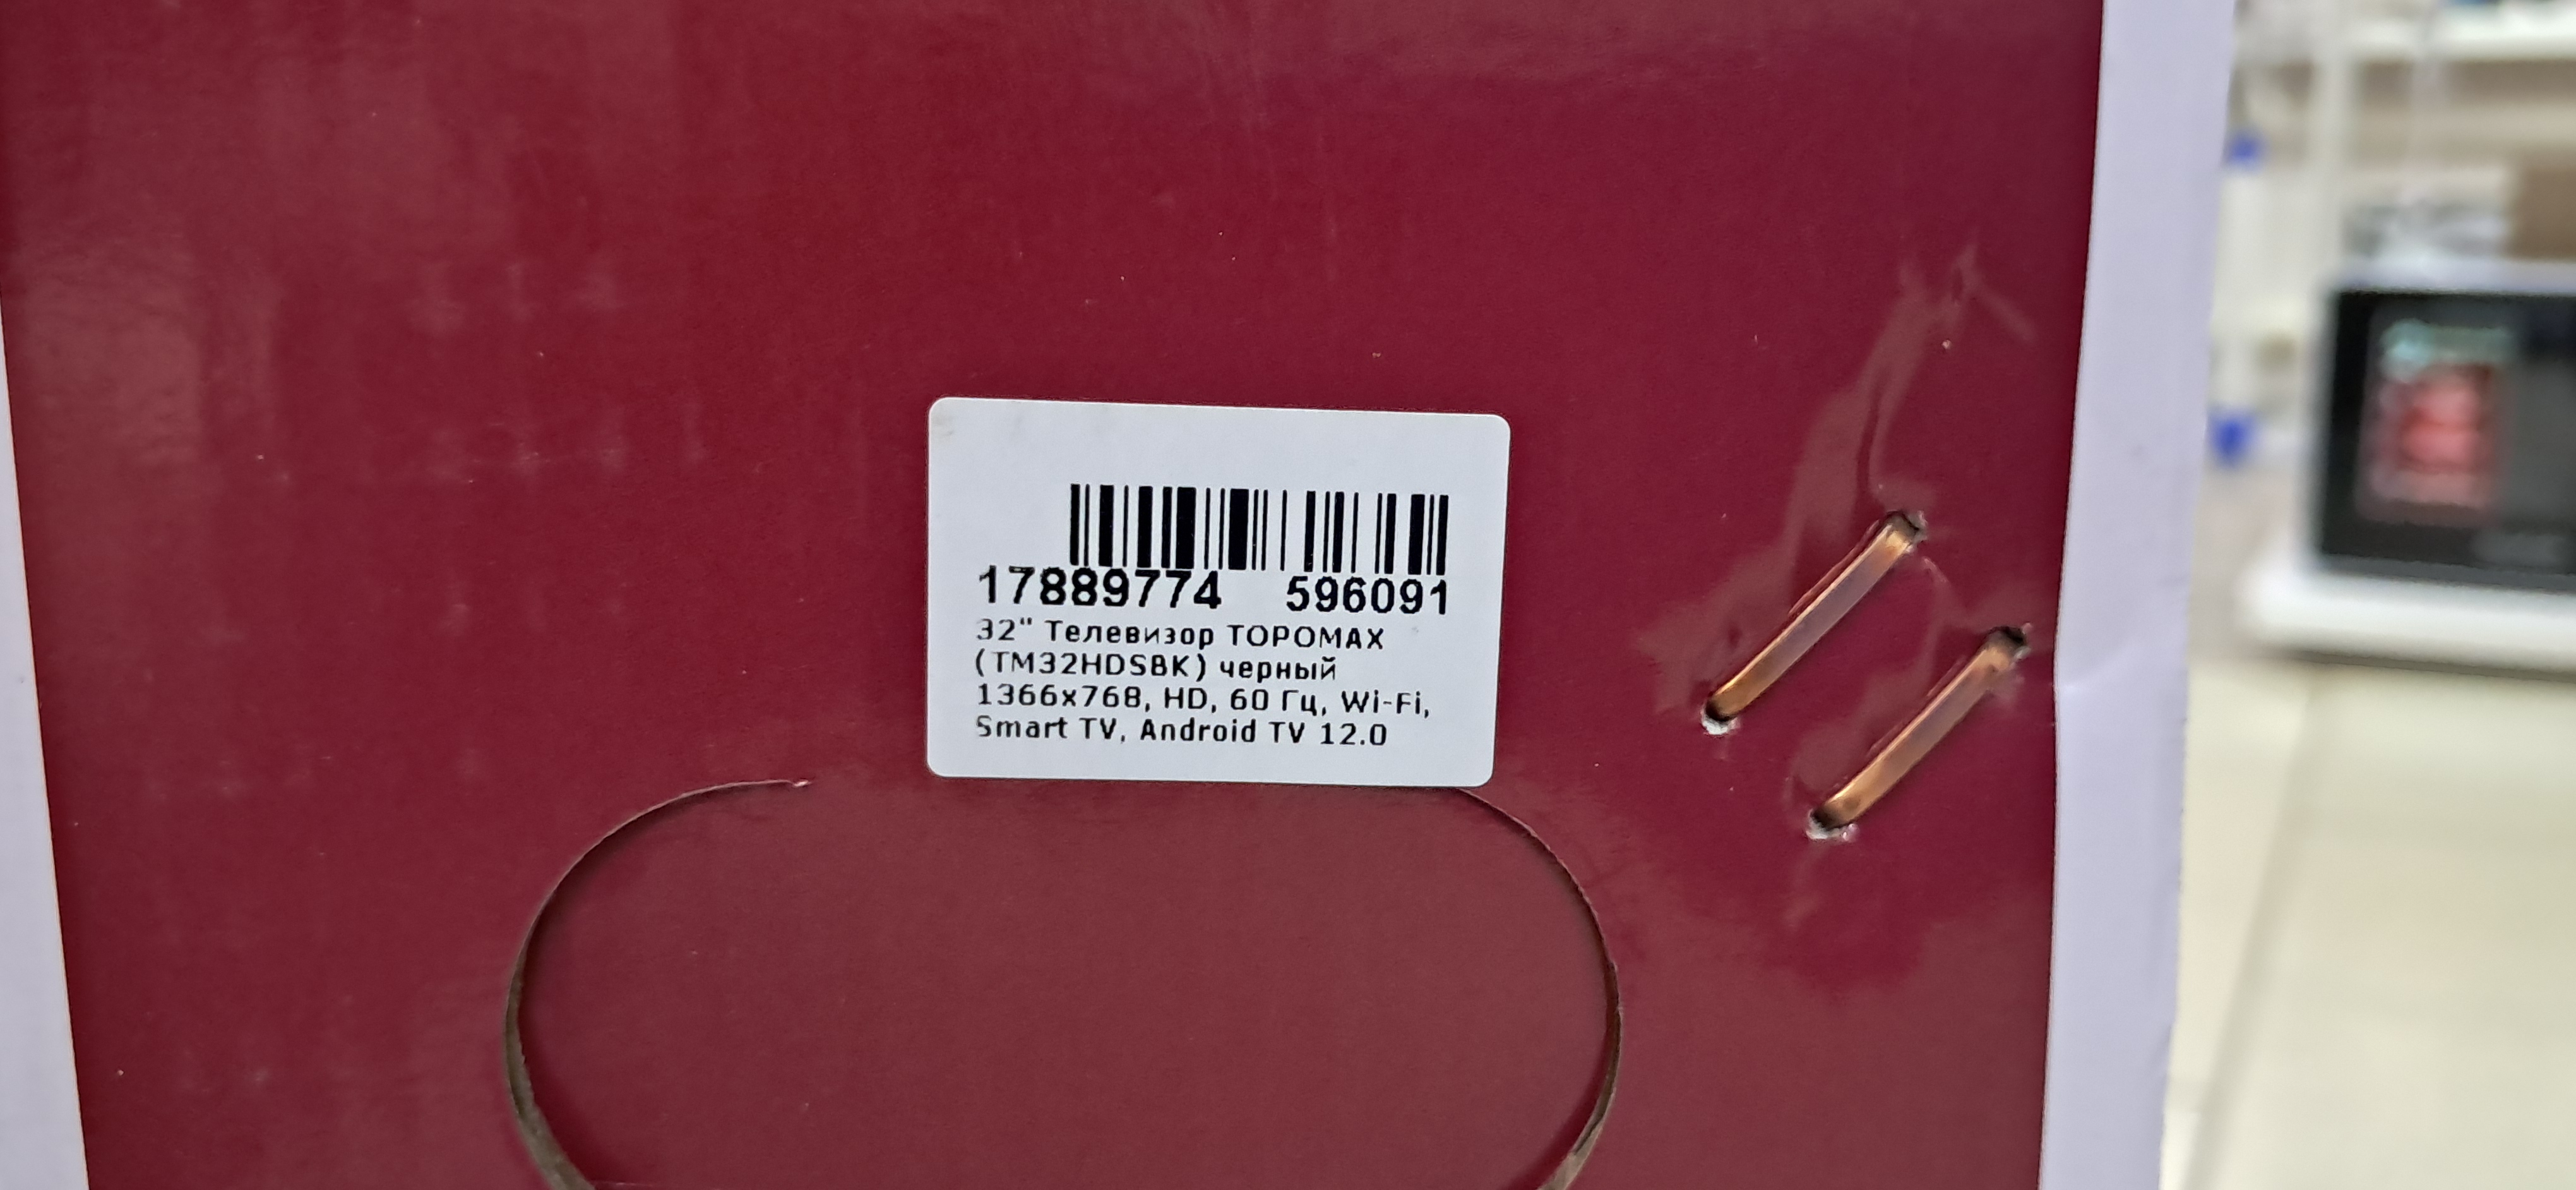 17889774 596091
32" Телевизор TOPOMAX
(TM32HDSBK) черный
1366x768, HD, 60 Гц, Wi-Fi,
Smart TV, Android TV 12.0